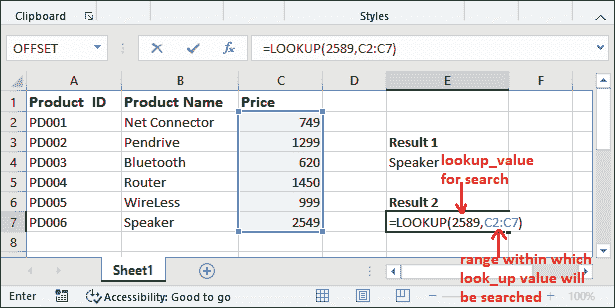 Clipboard Styles
OFFSET =LOOKUP(2589,C2:C7)
A B C D E F
1 Product ID Product Name Price
2 PD001 Net Connector 749
3 PD002 Pendrive 1299 Result 1
4 PD003 Bluetooth 620 Speaker
lookup_value
for search
5 PD004 Router 1450
6 PD005 WireLess 999 Result 2
7 PD006 Speaker 2549 =LOOKUP(2589,C2:C7)
8
range within which
look_up value will
be searched
Sheet1
Enter Accessibility: Good to go 100%